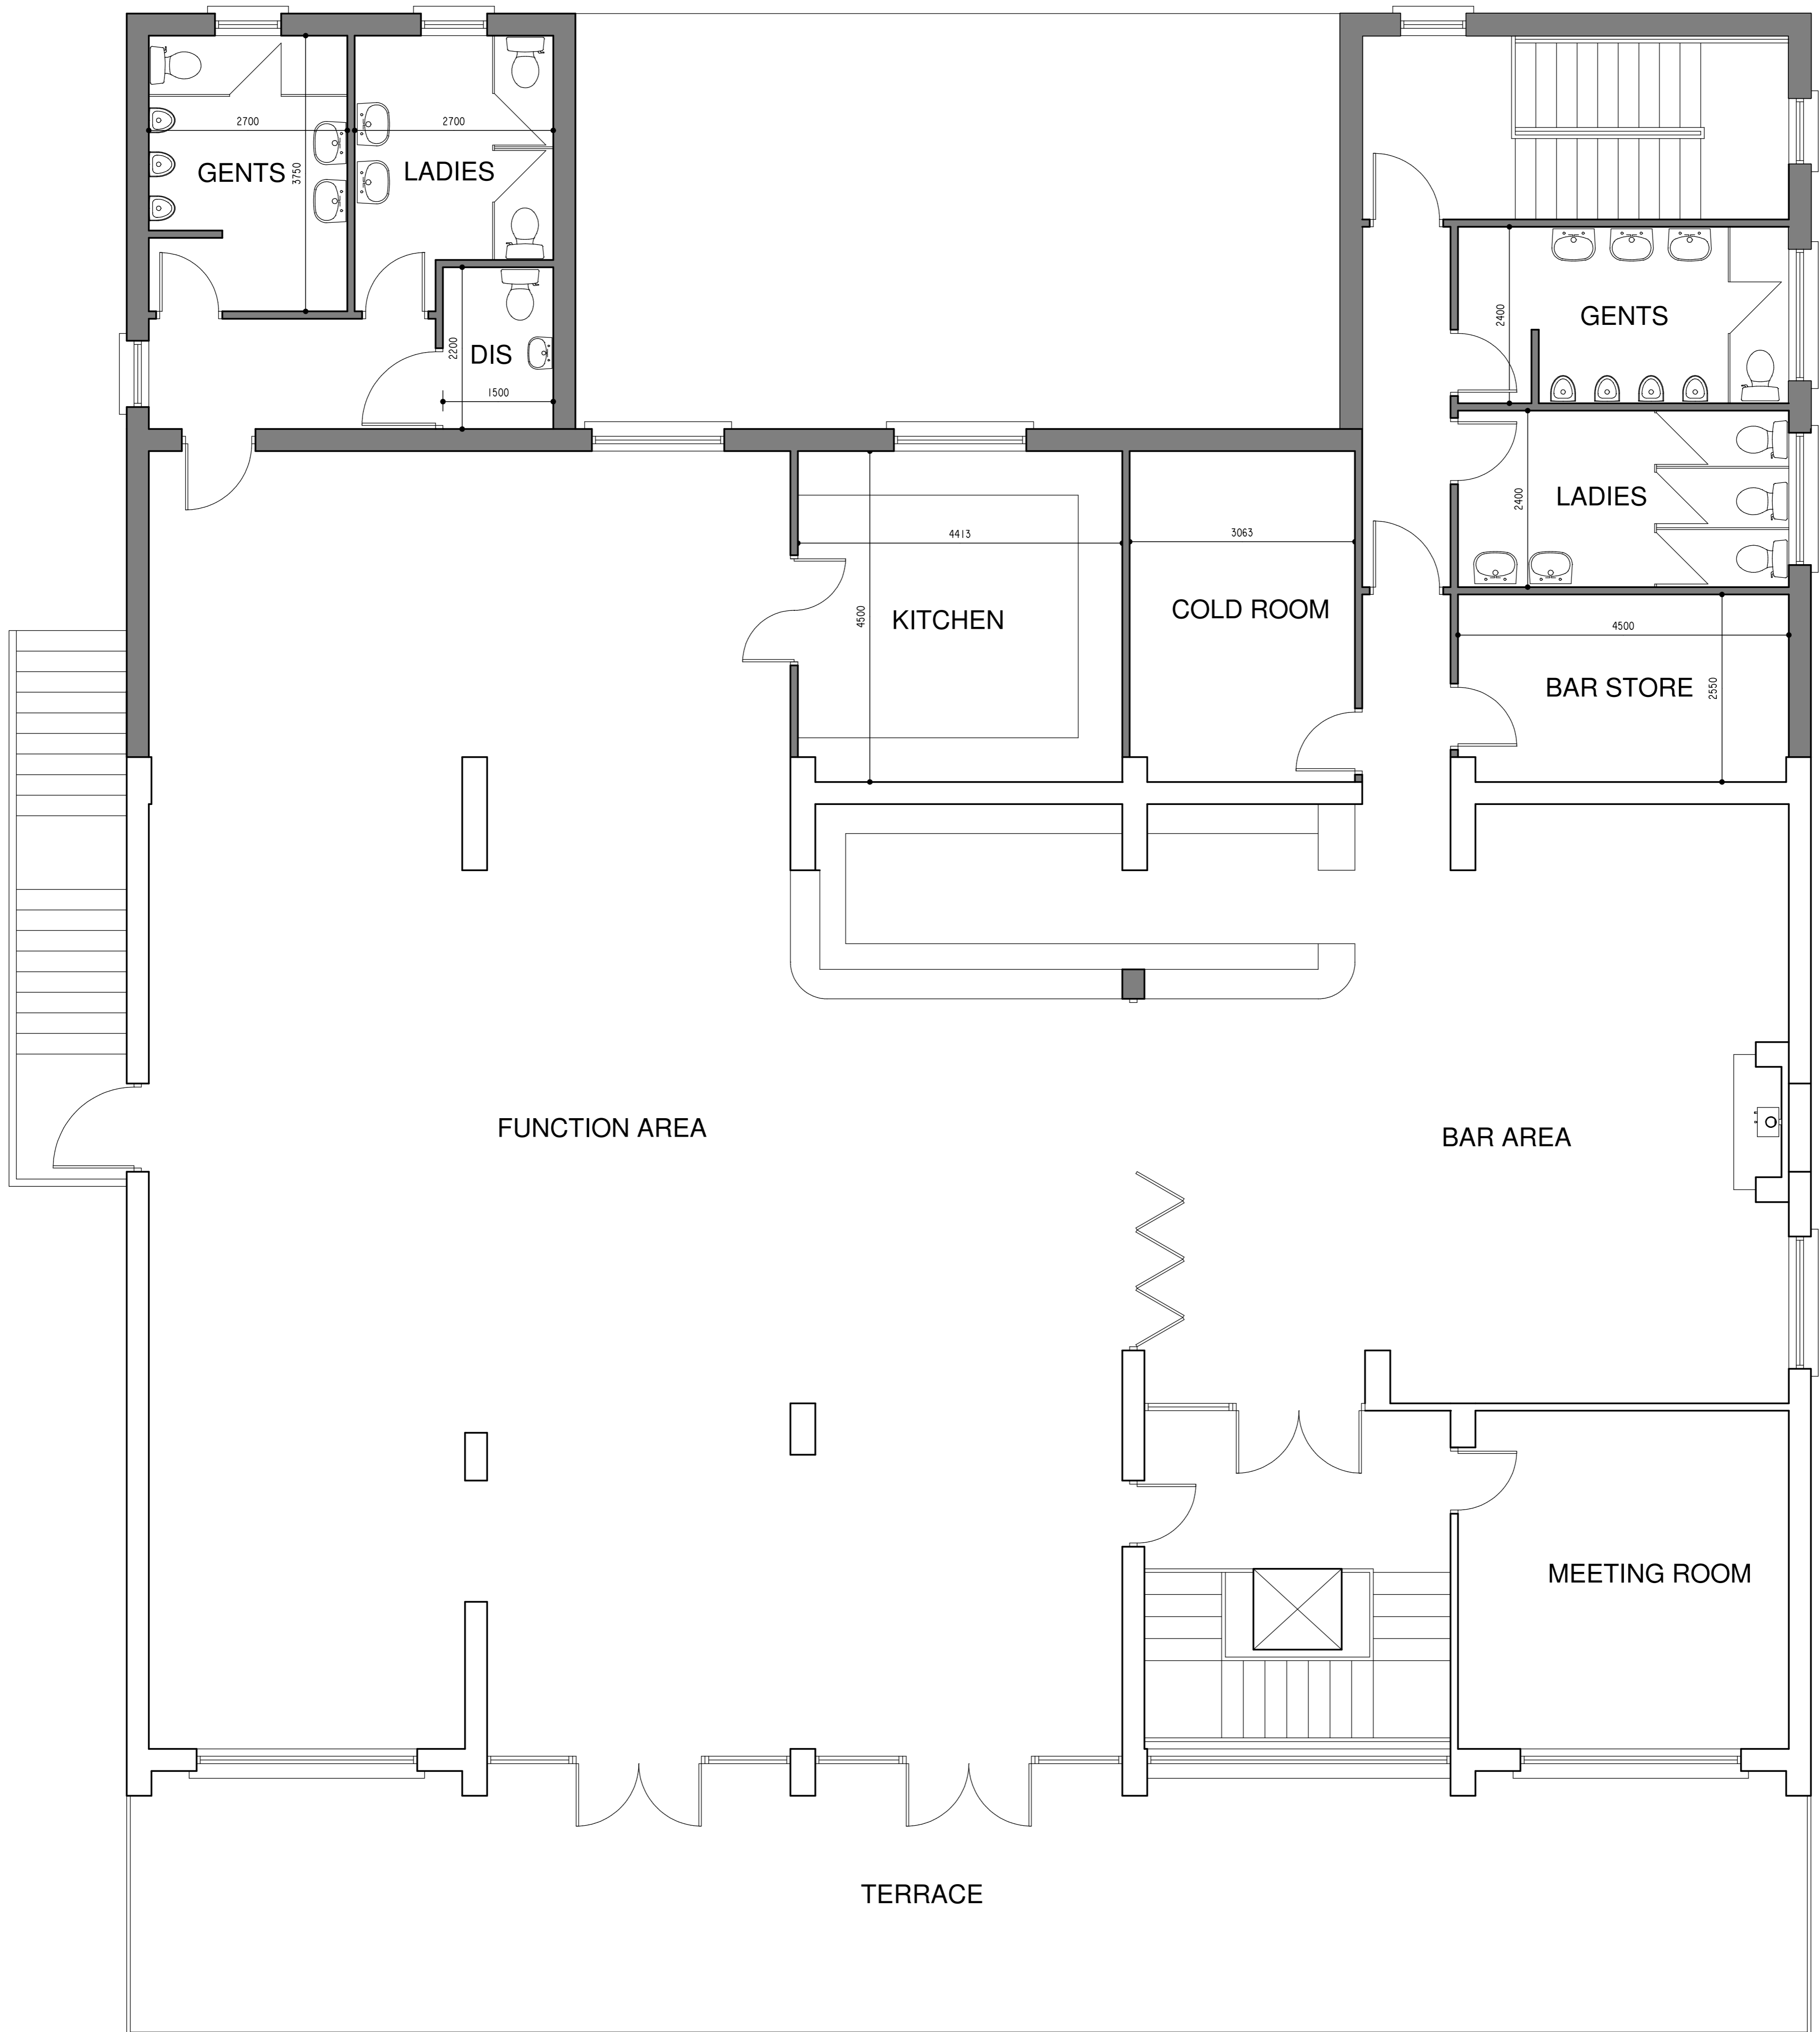 2700
2700
GENTS
3750
LADIES
2200
DIS
1500
2400
GENTS
2400
LADIES
4413
3063
4500
KITCHEN
COLD ROOM
4500
BAR STORE
2550
FUNCTION AREA
BAR AREA
MEETING ROOM
TERRACE